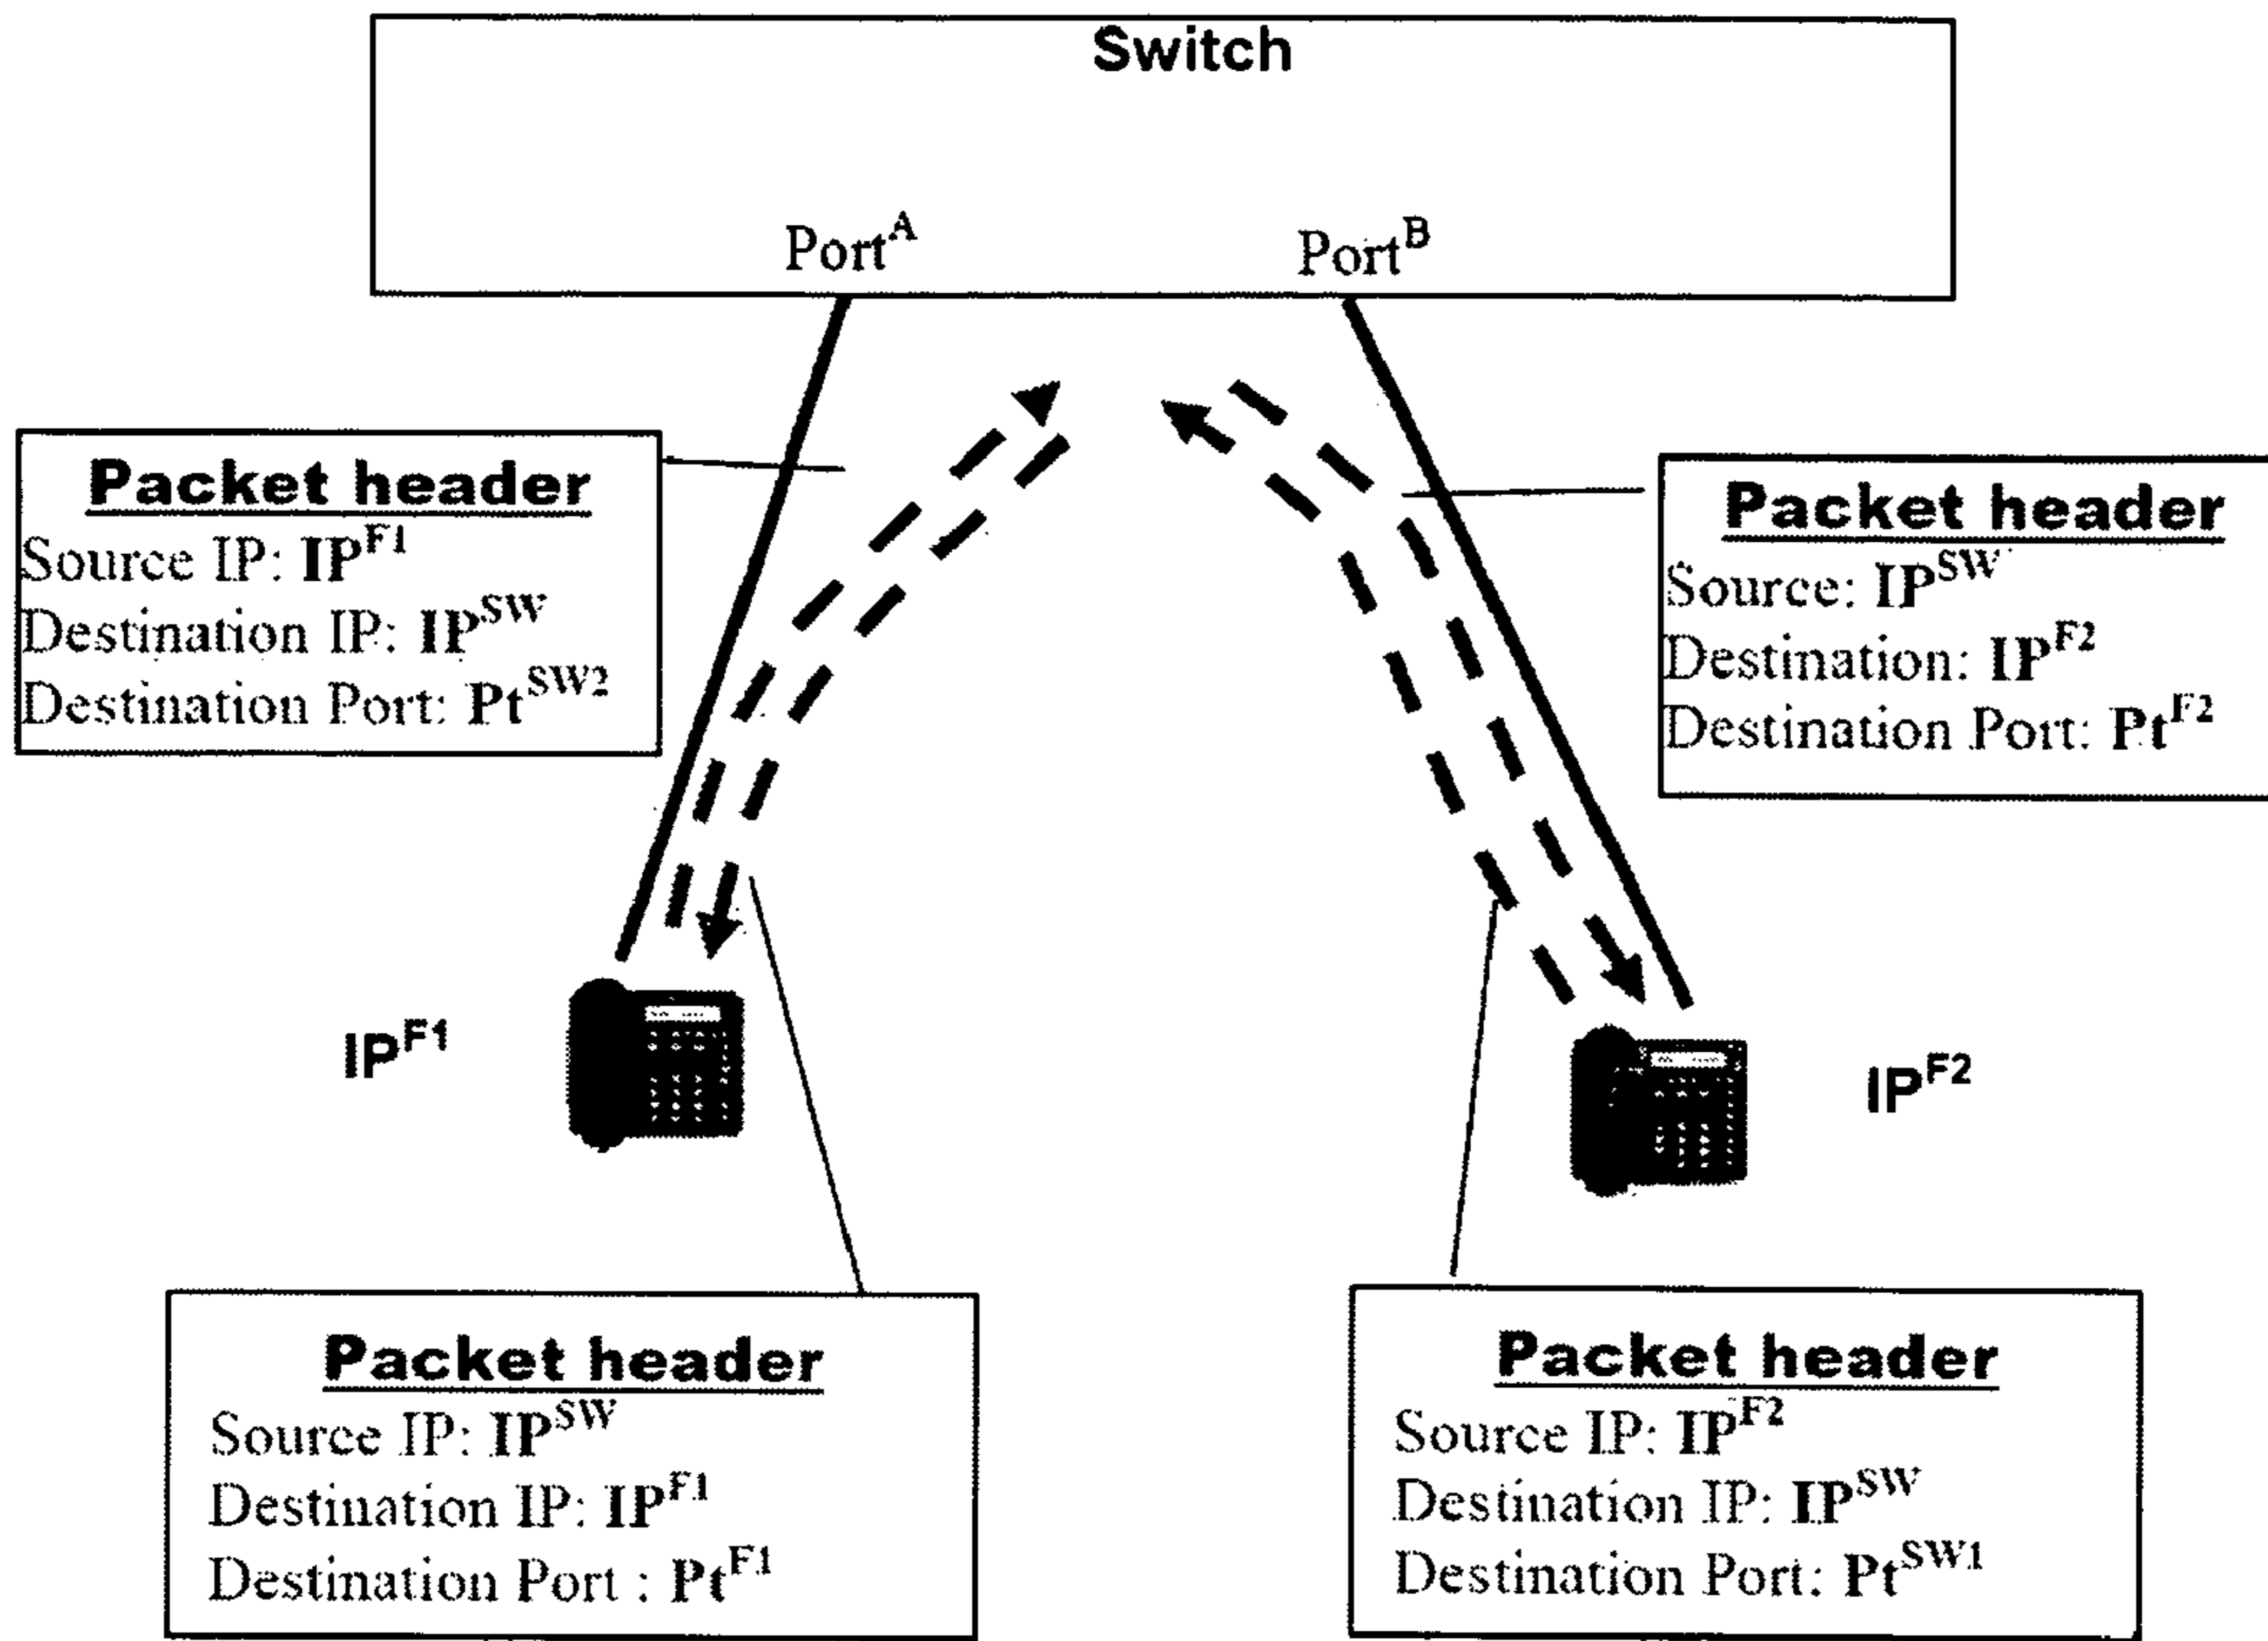 Switch
Port^A
Port^B
Packet header
Source IP: IP^F1
Destination IP: IP^SW
Destination Port: Pt^SW2
Packet header
Source: IP^SW
Destination: IP^F2
Destination Port: Pt^F2
IP^F1
IP^F2
Packet header
Source IP: IP^SW
Destination IP: IP^F1
Destination Port : Pt^F1
Packet header
Source IP: IP^F2
Destination IP: IP^SW
Destination Port: Pt^SW1